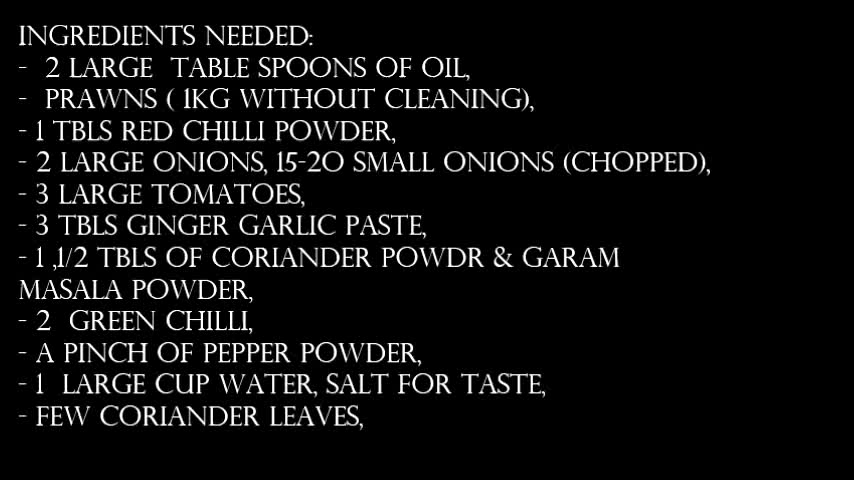 INGREDIENTS NEEDED:
-  2 LARGE  TABLE SPOONS OF OIL,
-  PRAWNS ( 1KG WITHOUT CLEANING),
- 1 TBLS RED CHILLI POWDER,
- 2 LARGE ONIONS, 15-20 SMALL ONIONS (CHOPPED),
- 3 LARGE TOMATOES,
- 3 TBLS GINGER GARLIC PASTE,
- 1 ,1/2 TBLS OF CORIANDER POWDR & GARAM
MASALA POWDER,
- 2  GREEN CHILLI,
- A PINCH OF PEPPER POWDER,
- 1  LARGE CUP WATER, SALT FOR TASTE,
- FEW CORIANDER LEAVES,